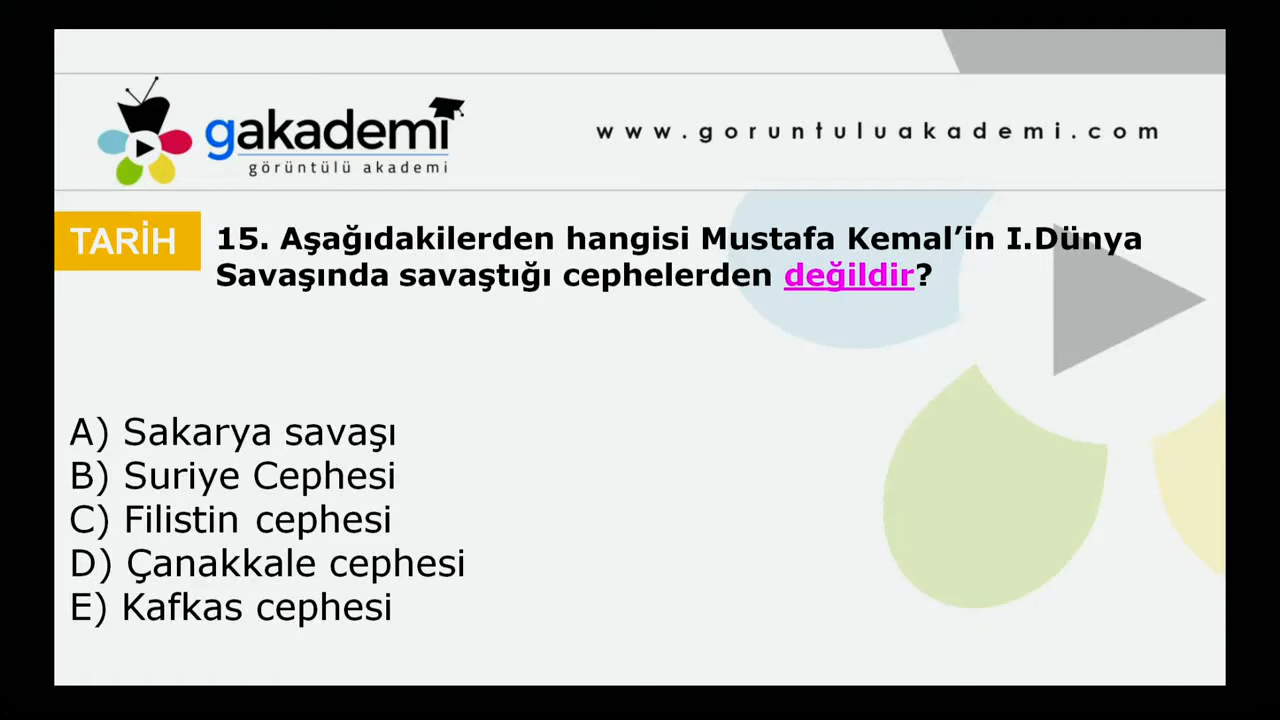 gakademi
görüntülü akademi
www.goruntuluakademi.com
TARİH
15. Aşağıdakilerden hangisi Mustafa Kemal’in I.Dünya
Savaşında savaştığı cephelerden değildir?
A) Sakarya savaşı
B) Suriye Cephesi
C) Filistin cephesi
D) Çanakkale cephesi
E) Kafkas cephesi